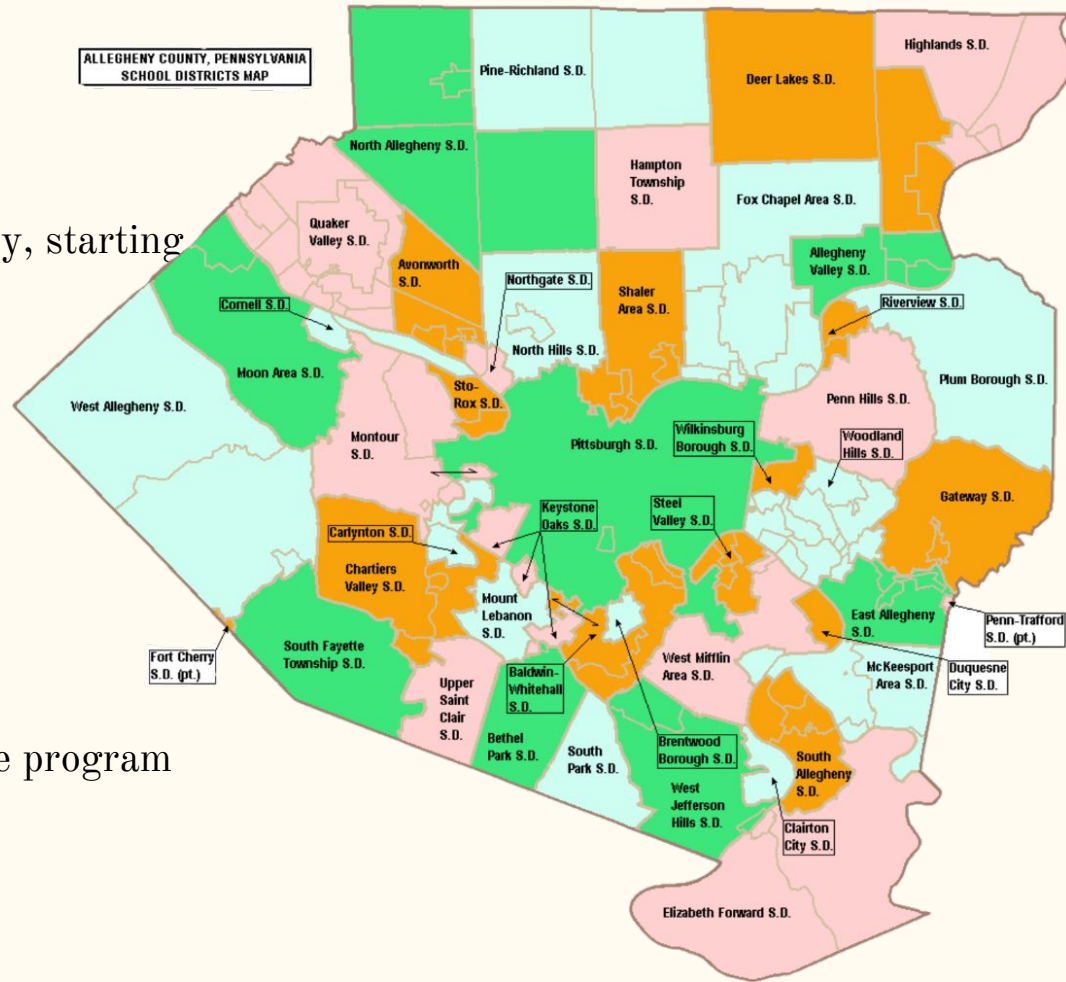 ALLEGHENY COUNTY, PENNSYLVANIA
SCHOOL DISTRICTS MAP
y, starting
e program
Highlands S.D.
Pine-Richland S.D.
Deer Lakes S.D.
North Allegheny S.D.
Hampton
Township
S.D.
Fox Chapel Area S.D.
Quaker
Valley S.D.
Avonworth
S.D.
Allegheny
Valley S.D.
Northgate S.D.
Cornell S.D.
Shaler
Area S.D.
Riverview S.D.
North Hills S.D.
Moon Area S.D.
Sto-
Rox S.D.
Plum Borough S.D.
West Allegheny S.D.
Penn Hills S.D.
Montour
S.D.
Pittsburgh S.D.
Wilkinsburg
Borough S.D.
Woodland
Hills S.D.
Gateway S.D.
Keystone
Oaks S.D.
Steel
Valley S.D.
Carlynton S.D.
Chartiers
Valley S.D.
Mount
Lebanon
S.D.
East Allegheny
S.D.
Penn-Trafford
S.D. (pt.)
South Fayette
Township S.D.
Fort Cherry
S.D. (pt.)
West Mifflin
Area S.D.
McKeesport
Area S.D.
Duquesne
City S.D.
Upper
Saint
Clair
S.D.
Baldwin-
Whitehall
S.D.
Bethel
Park S.D.
South
Park S.D.
Brentwood
Borough S.D.
West
Jefferson
Hills S.D.
South
Allegheny
S.D.
Clairton
City S.D.
Elizabeth Forward S.D.